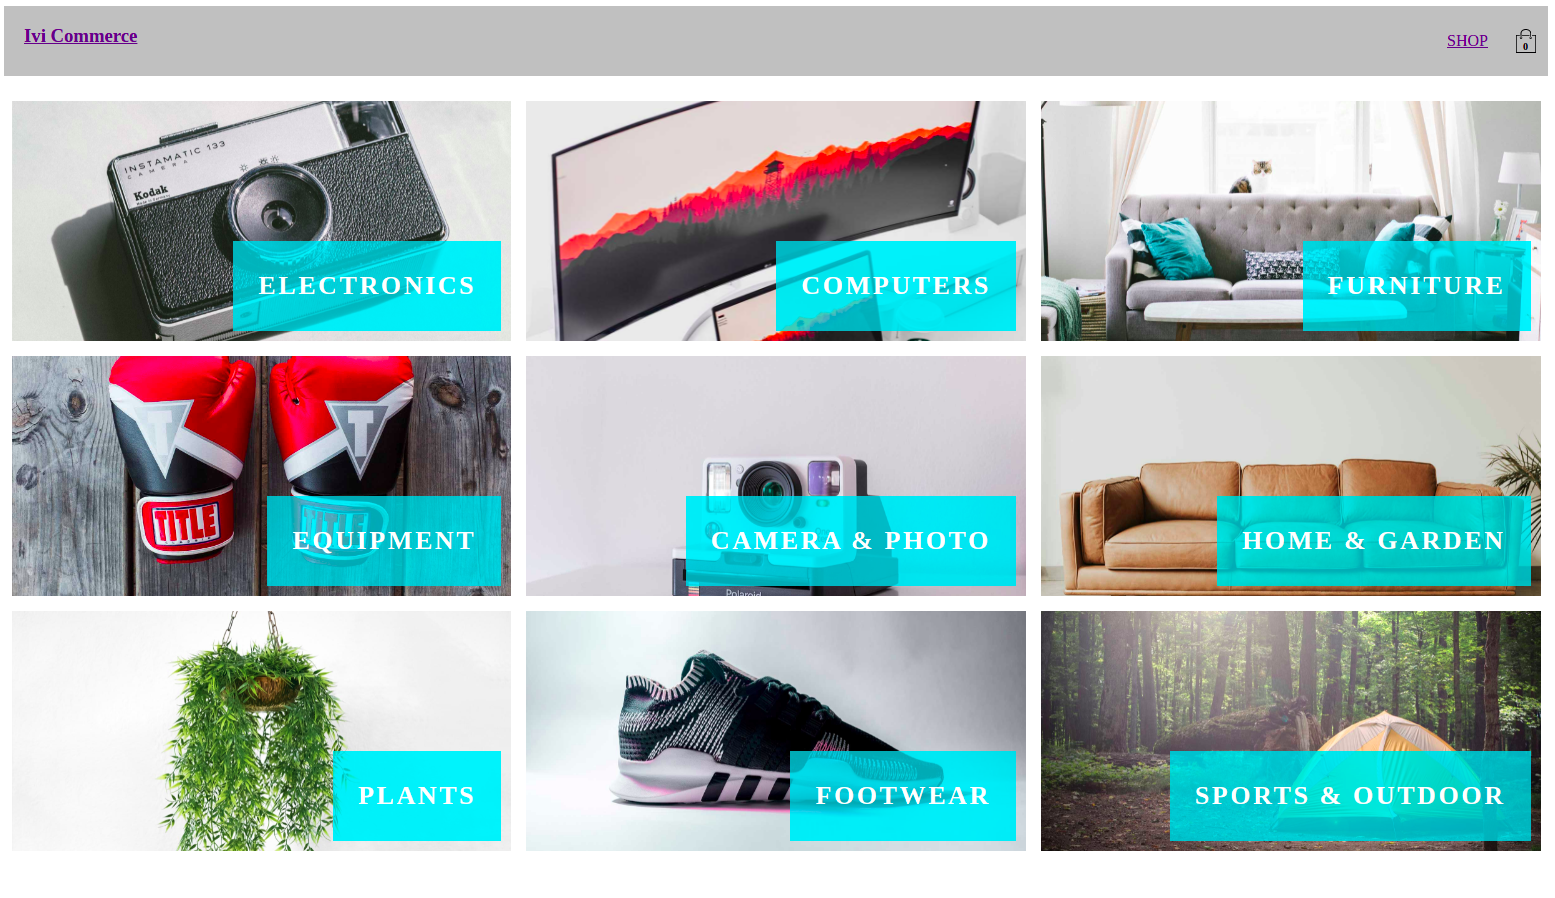 Ivi Commerce
SHOP
0
INSTAMATIC 133
CAMERA
Kodak
ELECTRONICS
COMPUTERS
FURNITURE
T T
TITLE
TITLE
EQUIPMENT
CAMERA & PHOTO
Polaroid
HOME & GARDEN
PLANTS
FOOTWEAR
SPORTS & OUTDOOR